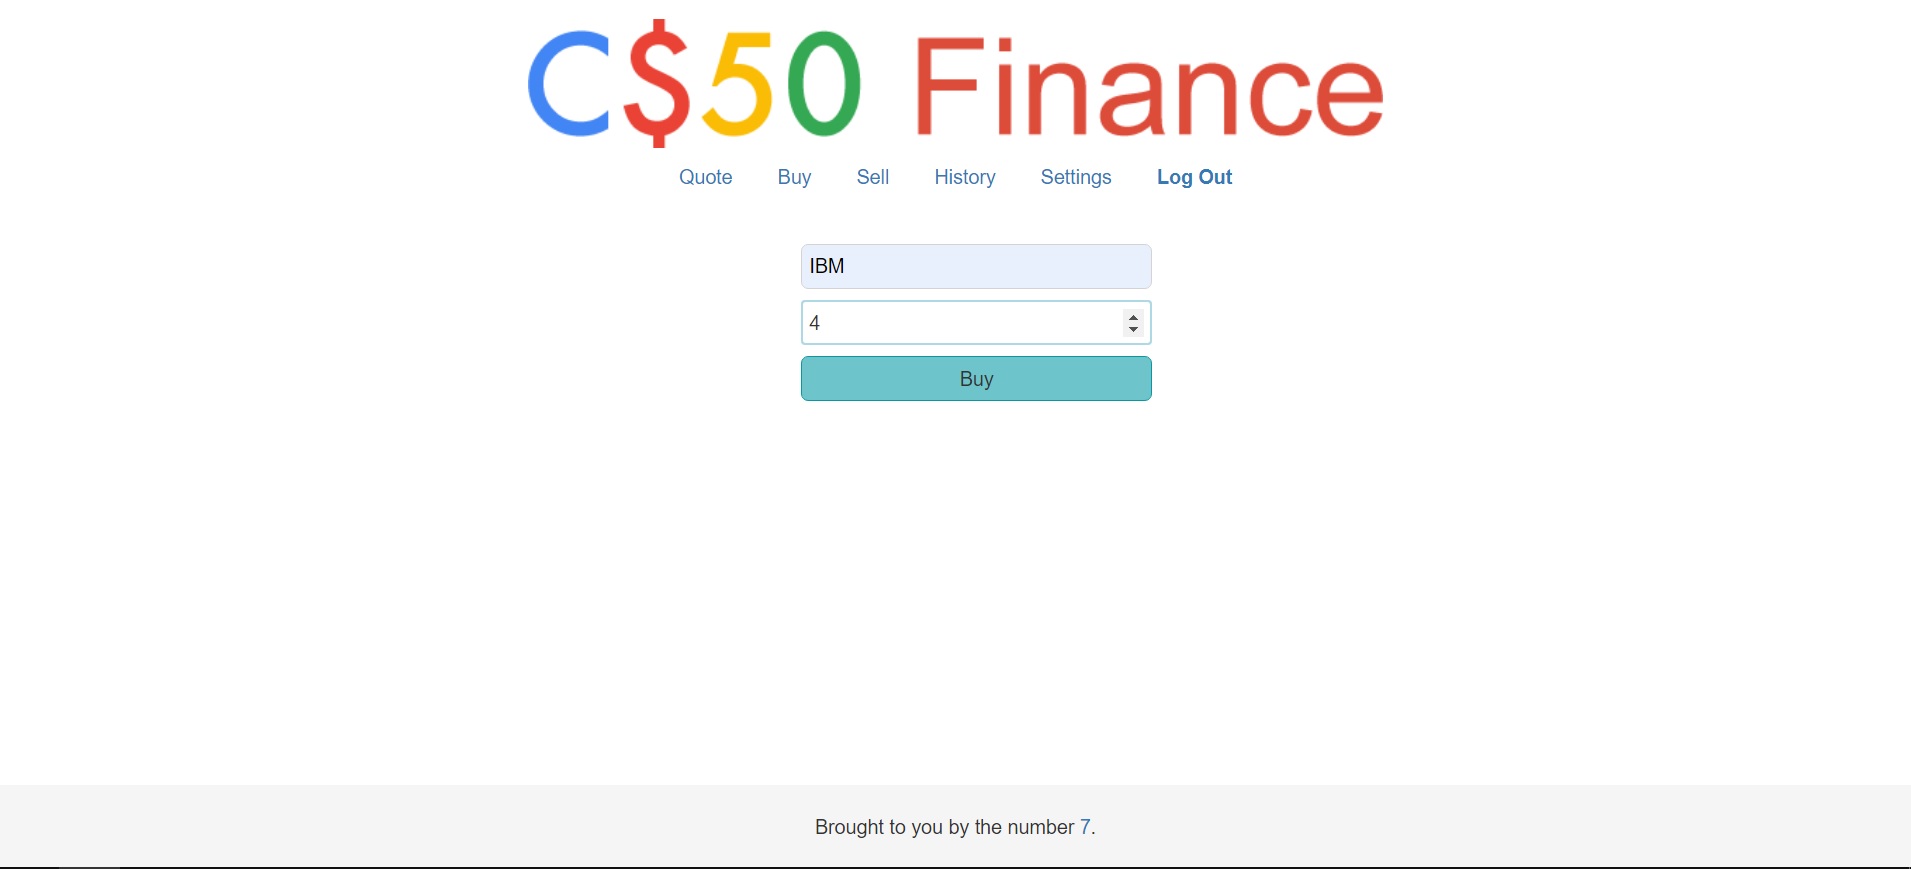 C$50 Finance
Quote Buy Sell History Settings Log Out
IBM
4
Buy
Brought to you by the number 7.